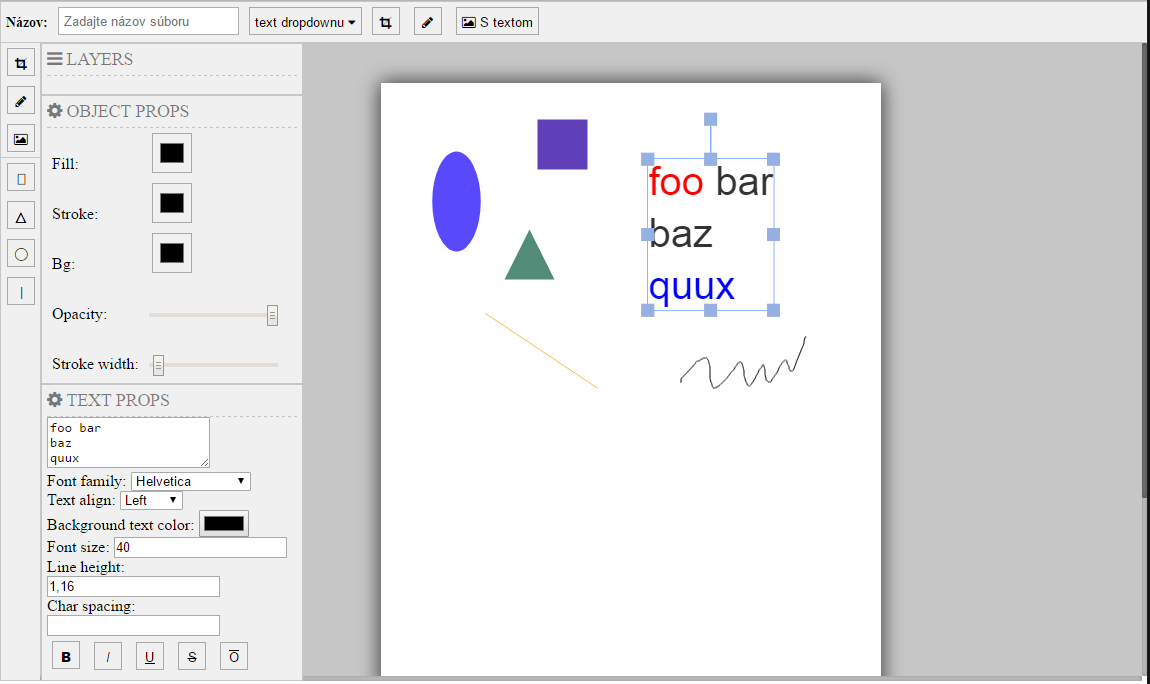 Názov:
Zadajte názov súboru
text dropdownu
S textom
LAYERS
OBJECT PROPS
Fill:
Stroke:
Bg:
Opacity:
Stroke width:
TEXT PROPS
foo bar
baz
quux
Font family: Helvetica
Text align: Left
Background text color:
Font size: 40
Line height:
1,16
Char spacing:
B I U S O
foo bar
baz
quux